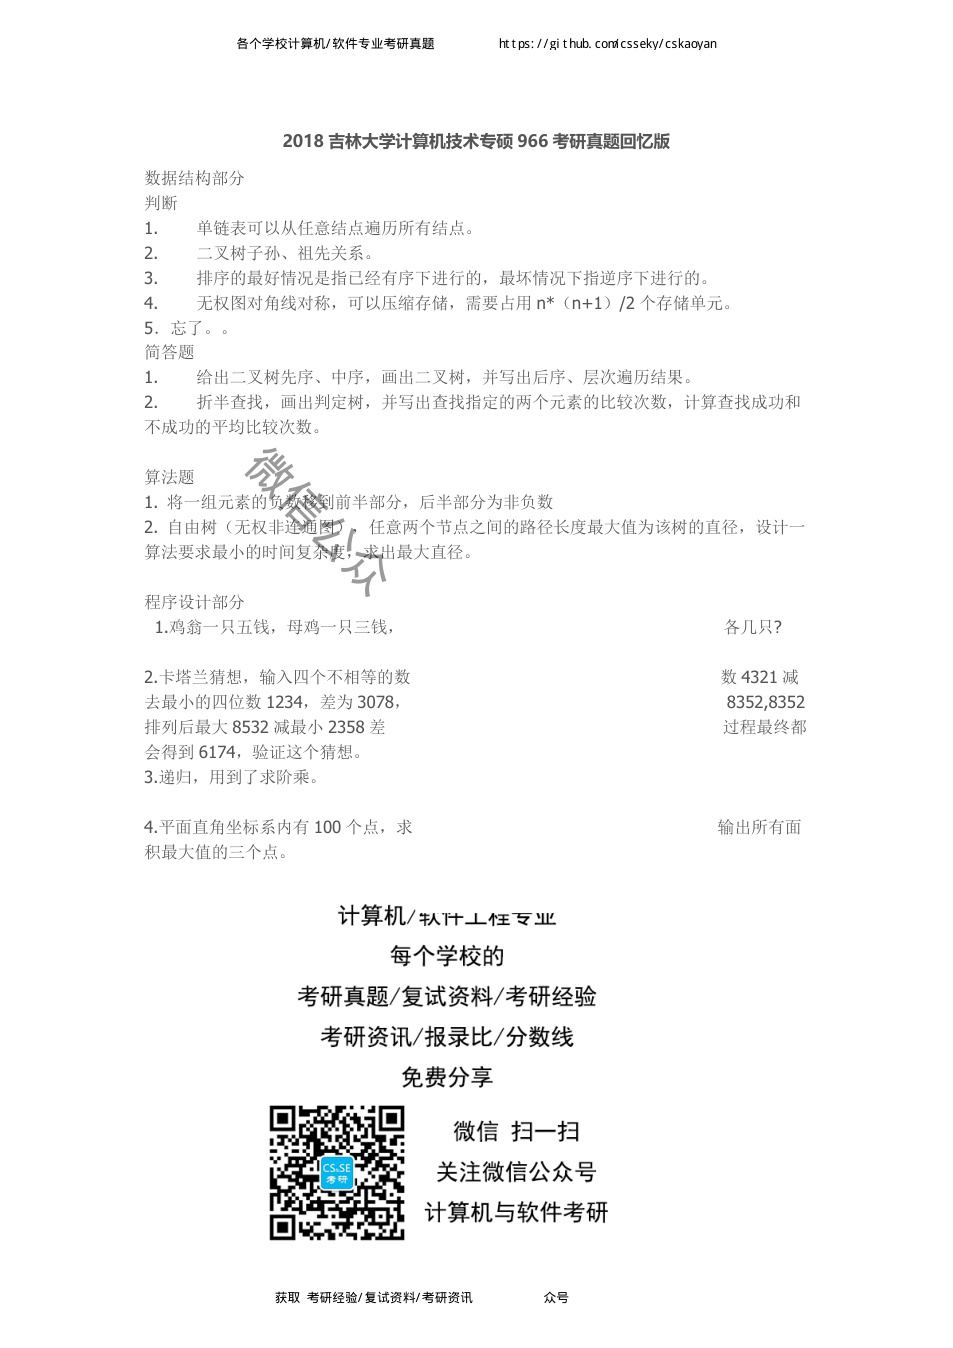 各个学校计算机/软件专业考研真题 https://github.com/csseky/cskaoyan
2018 吉林大学计算机技术专硕 966 考研真题回忆版
数据结构部分
判断
1. 单链表可以从任意结点遍历所有结点。
2. 二叉树子孙、祖先关系。
3. 排序的最好情况是指已经有序下进行的，最坏情况下指逆序下进行的。
4. 无权图对角线对称，可以压缩存储，需要占用 n*（n+1）/2 个存储单元。
5．忘了。。
简答题
1. 给出二叉树先序、中序，画出二叉树，并写出后序、层次遍历结果。
2. 折半查找，画出判定树，并写出查找指定的两个元素的比较次数，计算查找成功和
不成功的平均比较次数。
算法题
1. 将一组元素的负数移到前半部分，后半部分为非负数
2. 自由树（无权非连通图），任意两个节点之间的路径长度最大值为该树的直径，设计一
算法要求最小的时间复杂度，求出最大直径。
微信公众
程序设计部分
1.鸡翁一只五钱，母鸡一只三钱， 各几只?
2.卡塔兰猜想，输入四个不相等的数 数 4321 减
去最小的四位数 1234，差为 3078， 8352,8352
排列后最大 8532 减最小 2358 差 过程最终都
会得到 6174，验证这个猜想。
3.递归，用到了求阶乘。
4.平面直角坐标系内有 100 个点，求 输出所有面
积最大值的三个点。
计算机/软件工程专业
每个学校的
考研真题/复试资料/考研经验
考研资讯/报录比/分数线
免费分享
CS&SE
考研
微信 扫一扫
关注微信公众号
计算机与软件考研
获取 考研经验/复试资料/考研资讯 众号